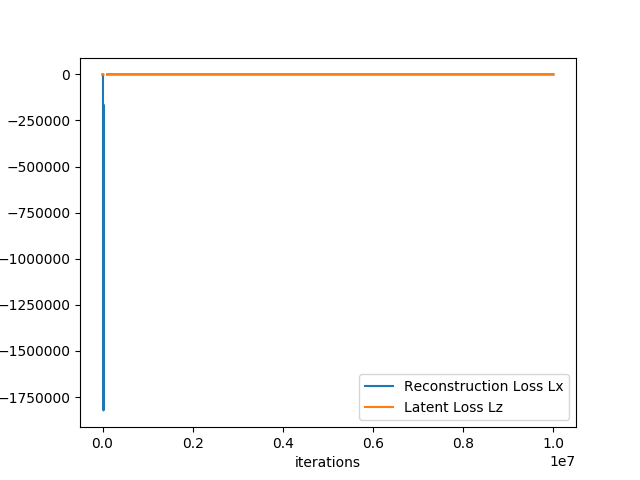 0
−250000
−500000
−750000
−1000000
−1250000
−1500000
−1750000
0.0 0.2 0.4 0.6 0.8 1.0
1e7
iterations
Reconstruction Loss Lx
Latent Loss Lz